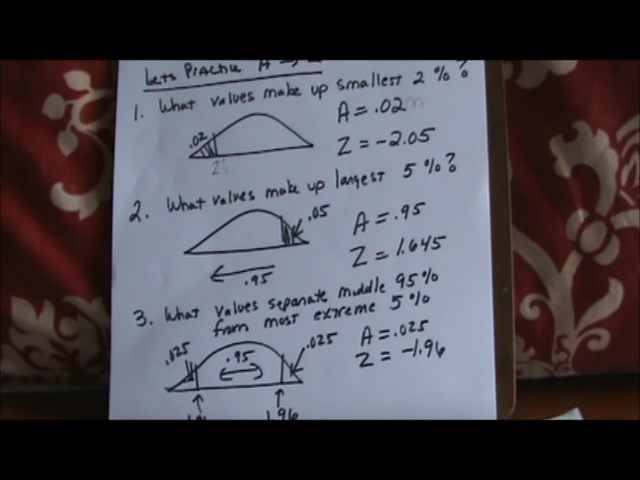 Lets Practice A →
1. What values make up smallest 2 %?
.02
A = .02
Z = -2.05
2. What values make up largest 5 %?
.05
A = .95
Z = 1.645
.95
3. What values separate middle 95%
from most extreme 5%
.025
.95
.025
A = .025
Z = -1.96
1.96